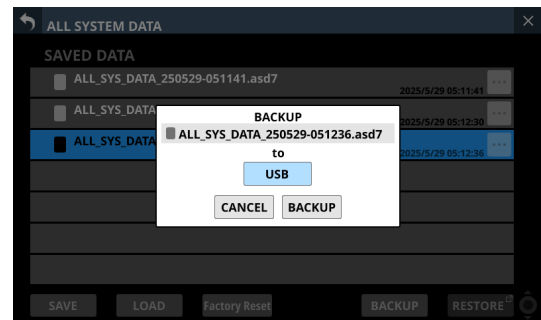 ALL SYSTEM DATA
SAVED DATA
ALL_SYS_DATA_250529-051141.asd7
2025/5/29 05:11:41
ALL_SYS_DATA
2025/5/29 05:12:30
ALL_SYS_DATA
2025/5/29 05:12:36
BACKUP
ALL_SYS_DATA_250529-051236.asd7
to
USB
CANCEL BACKUP
SAVE LOAD Factory Reset BACKUP RESTORE